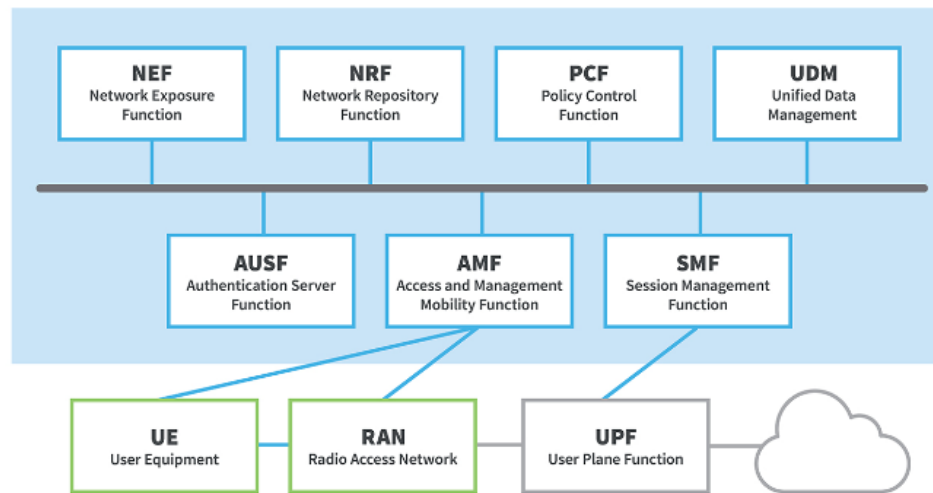 NEF
Network Exposure
Function
NRF
Network Repository
Function
PCF
Policy Control
Function
UDM
Unified Data
Management
AUSF
Authentication Server
Function
AMF
Access and Management
Mobility Function
SMF
Session Management
Function
UE
User Equipment
RAN
Radio Access Network
UPF
User Plane Function